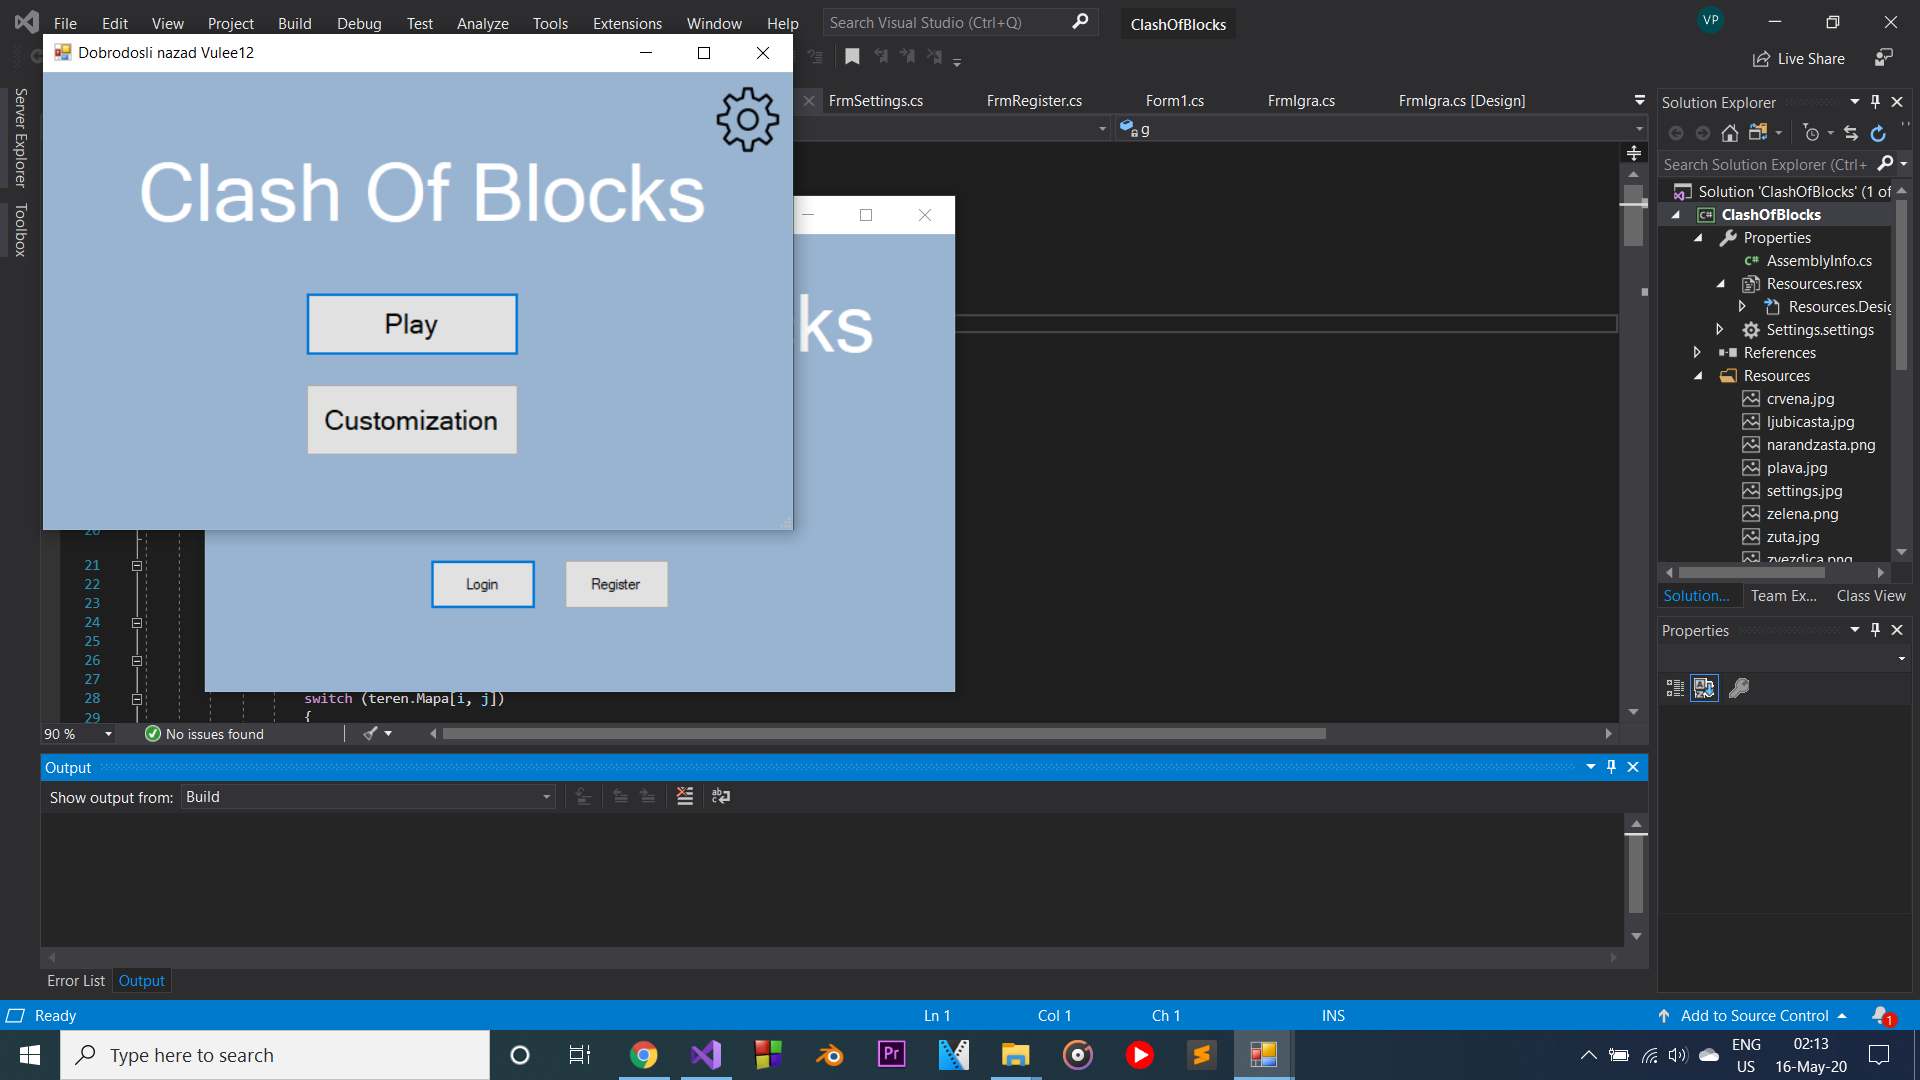 File Edit View Project Build Debug Test Analyze Tools Extensions Window Help Search Visual Studio (Ctrl+Q) ClashOfBlocks VP
Dobrodosli nazad Vulee12
Live Share
Server Explorer
Toolbox
FrmSettings.cs FrmRegister.cs Form1.cs FrmIgra.cs FrmIgra.cs [Design]
g
Clash Of Blocks
Play
Customization
cks
Login Register
21
22
23
24
25
26
27
28 switch (teren.Mapa[i, j])
29 {
90 % No issues found
Output
Show output from: Build
Error List Output
Solution Explorer
Search Solution Explorer (Ctrl+
Solution 'ClashOfBlocks' (1 of
C# ClashOfBlocks
Properties
C# AssemblyInfo.cs
Resources.resx
Resources.Desig
Settings.settings
References
Resources
crvena.jpg
ljubicasta.jpg
narandzasta.png
plava.jpg
settings.jpg
zelena.png
zuta.jpg
zvezdica.png
Solution... Team Ex... Class View
Properties
Ready Ln 1 Col 1 Ch 1 INS Add to Source Control 1
Type here to search
Pr
ENG
US
02:13
16-May-20